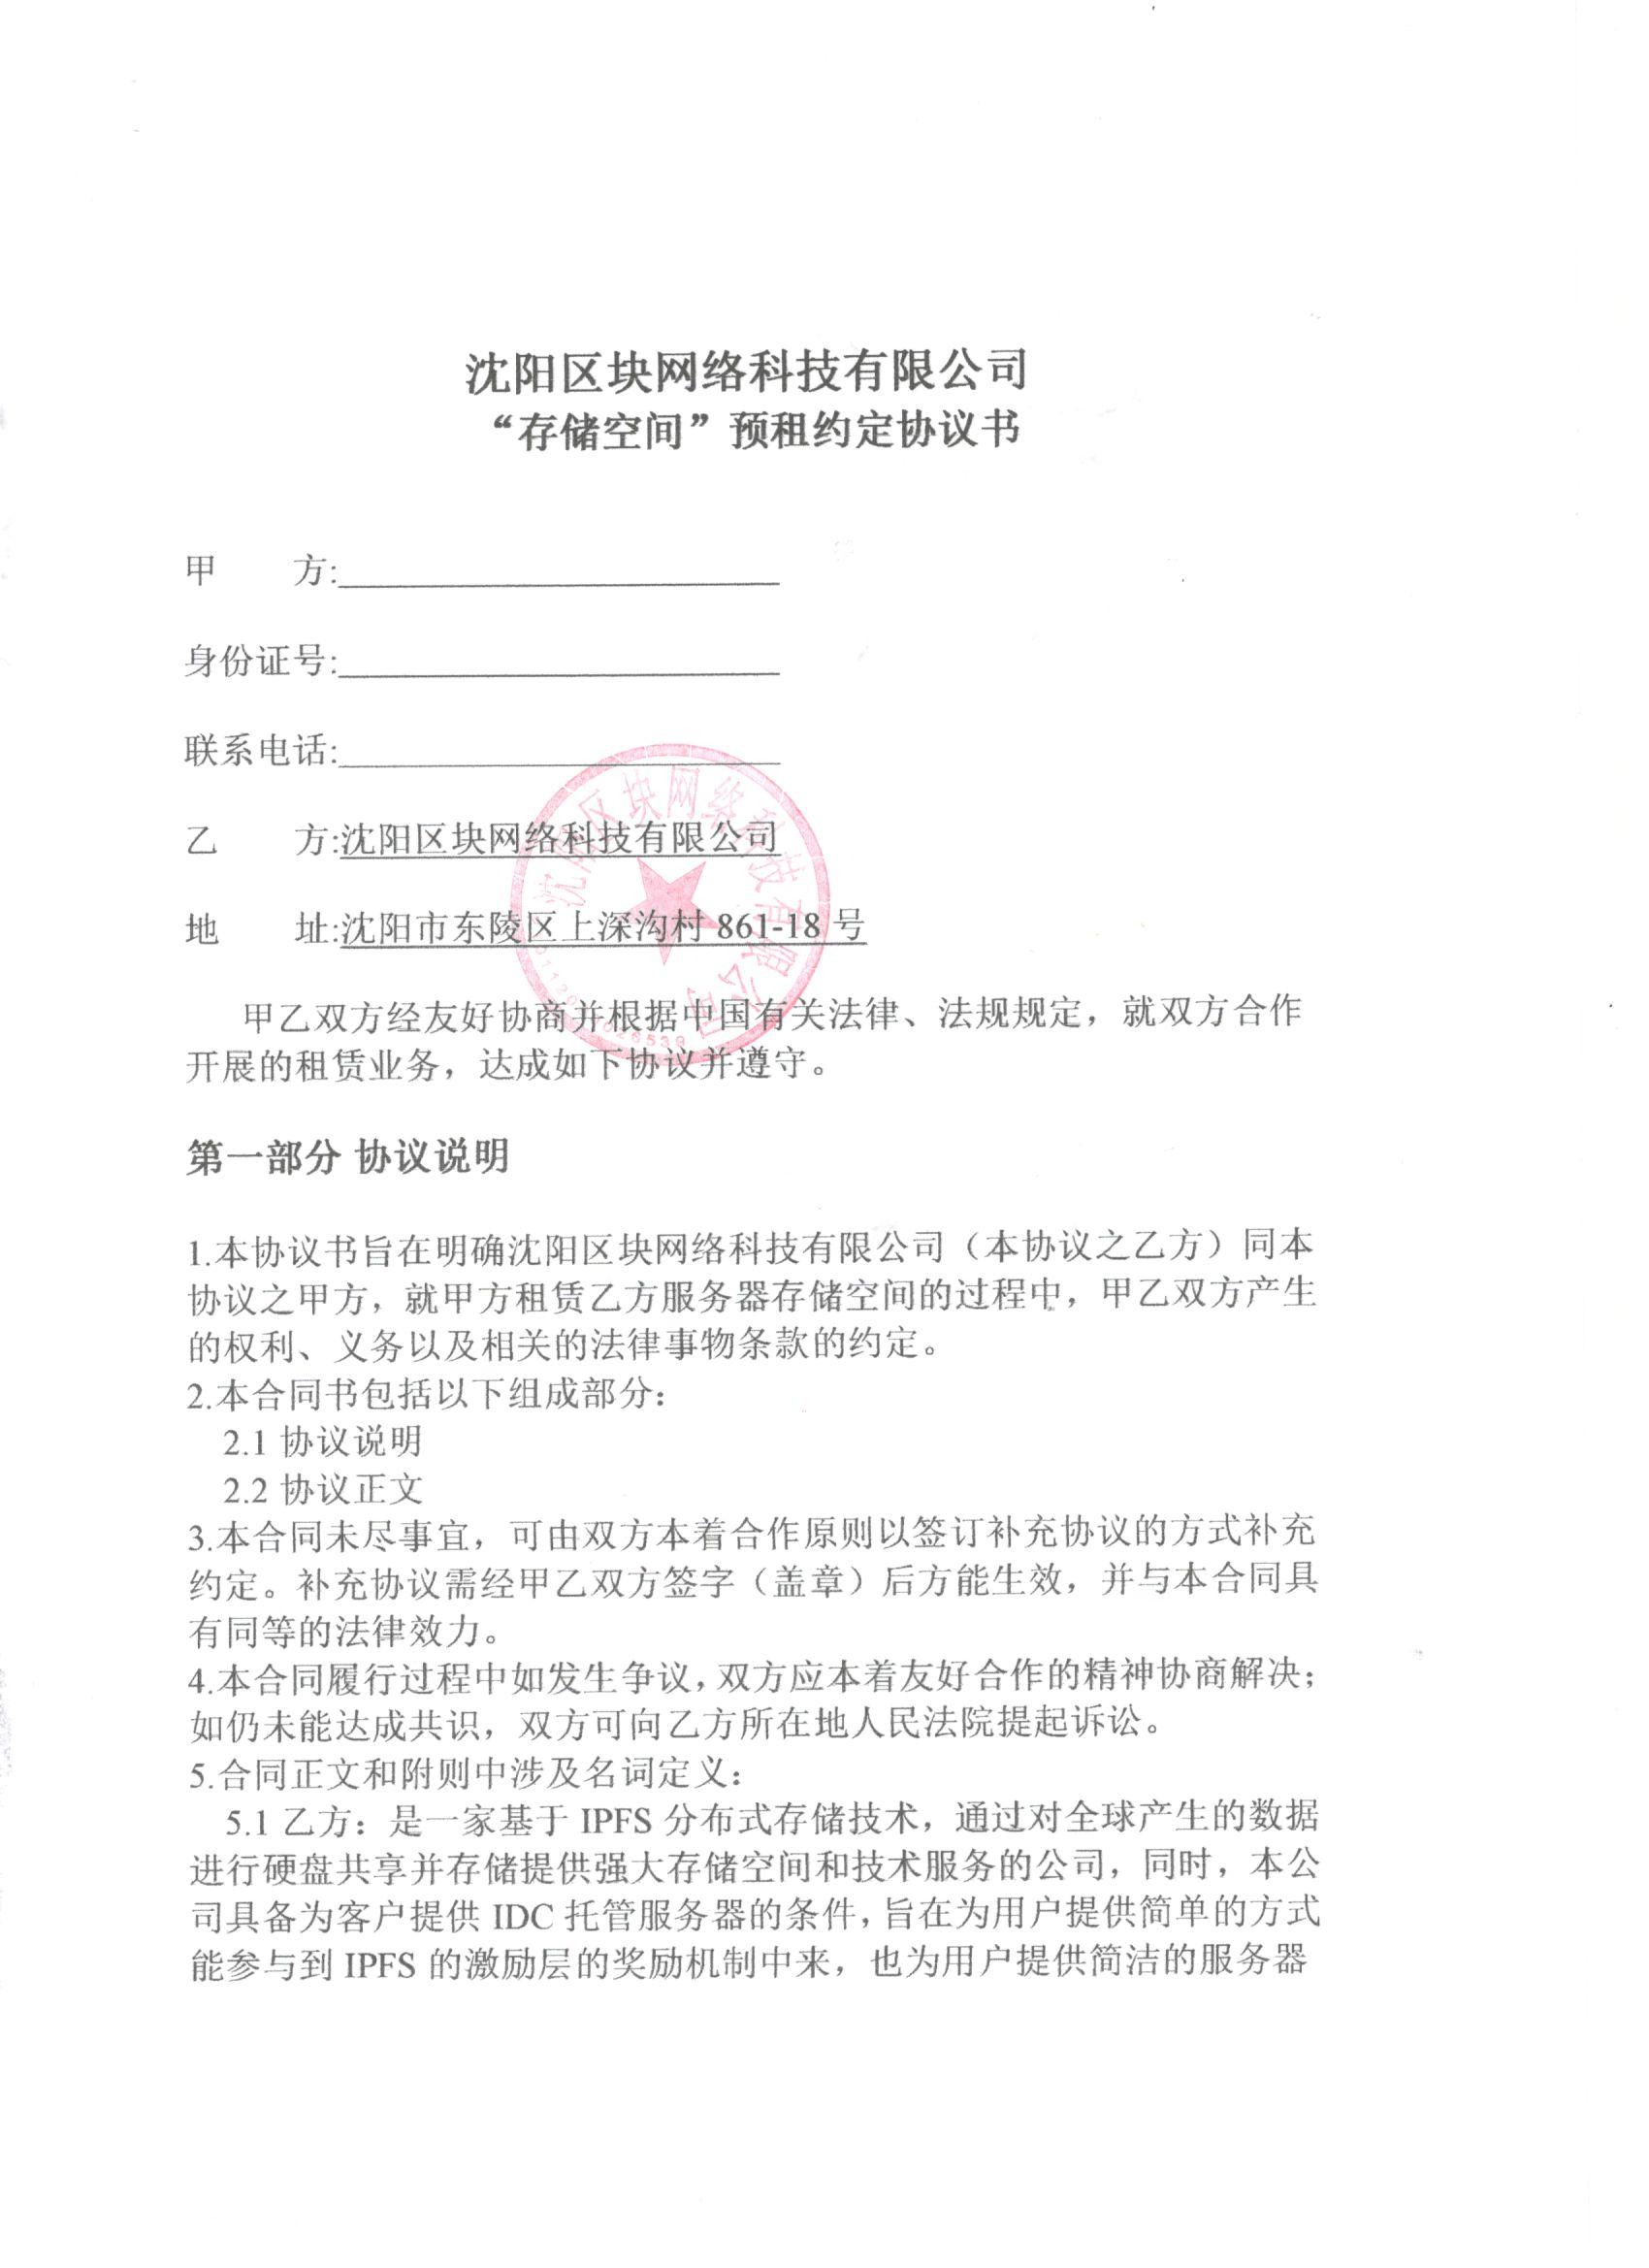 沈阳区块网络科技有限公司
“存储空间”预租约定协议书
甲 方:
身份证号:
联系电话:
乙 方:沈阳区块网络科技有限公司
地 址:沈阳市东陵区上深沟村 861-18 号
沈阳区块网络科技有限公司
甲乙双方经友好协商并根据中国有关法律、法规规定，就双方合作
开展的租赁业务，达成如下协议并遵守。
第一部分 协议说明
1.本协议书旨在明确沈阳区块网络科技有限公司（本协议之乙方）同本
协议之甲方，就甲方租赁乙方服务器存储空间的过程中，甲乙双方产生
的权利、义务以及相关的法律事物条款的约定。
2.本合同书包括以下组成部分：
2.1 协议说明
2.2 协议正文
3.本合同未尽事宜，可由双方本着合作原则以签订补充协议的方式补充
约定。补充协议需经甲乙双方签字（盖章）后方能生效，并与本合同具
有同等的法律效力。
4.本合同履行过程中如发生争议，双方应本着友好合作的精神协商解决；
如仍未能达成共识，双方可向乙方所在地人民法院提起诉讼。
5.合同正文和附则中涉及名词定义：
5.1 乙方：是一家基于 IPFS 分布式存储技术，通过对全球产生的数据
进行硬盘共享并存储提供强大存储空间和技术服务的公司，同时，本公
司具备为客户提供 IDC 托管服务器的条件，旨在为用户提供简单的方式
能参与到 IPFS 的激励层的奖励机制中来，也为用户提供简洁的服务器